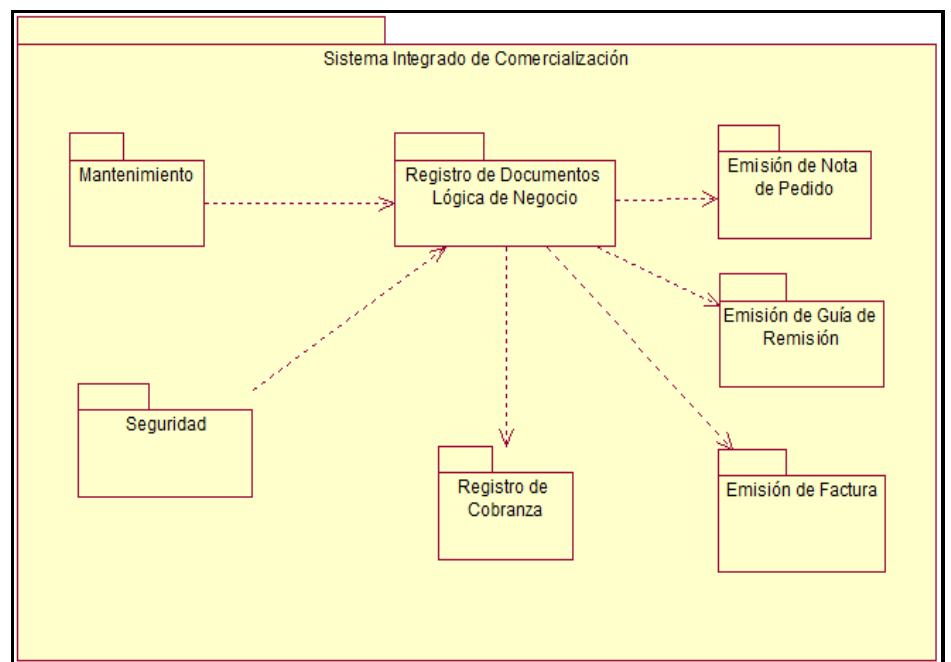 Sistema Integrado de Comercialización
Mantenimiento
Registro de Documentos
Lógica de Negocio
Emisión de Nota
de Pedido
Emisión de Guía de
Remisión
Seguridad
Registro de
Cobranza
Emisión de Factura